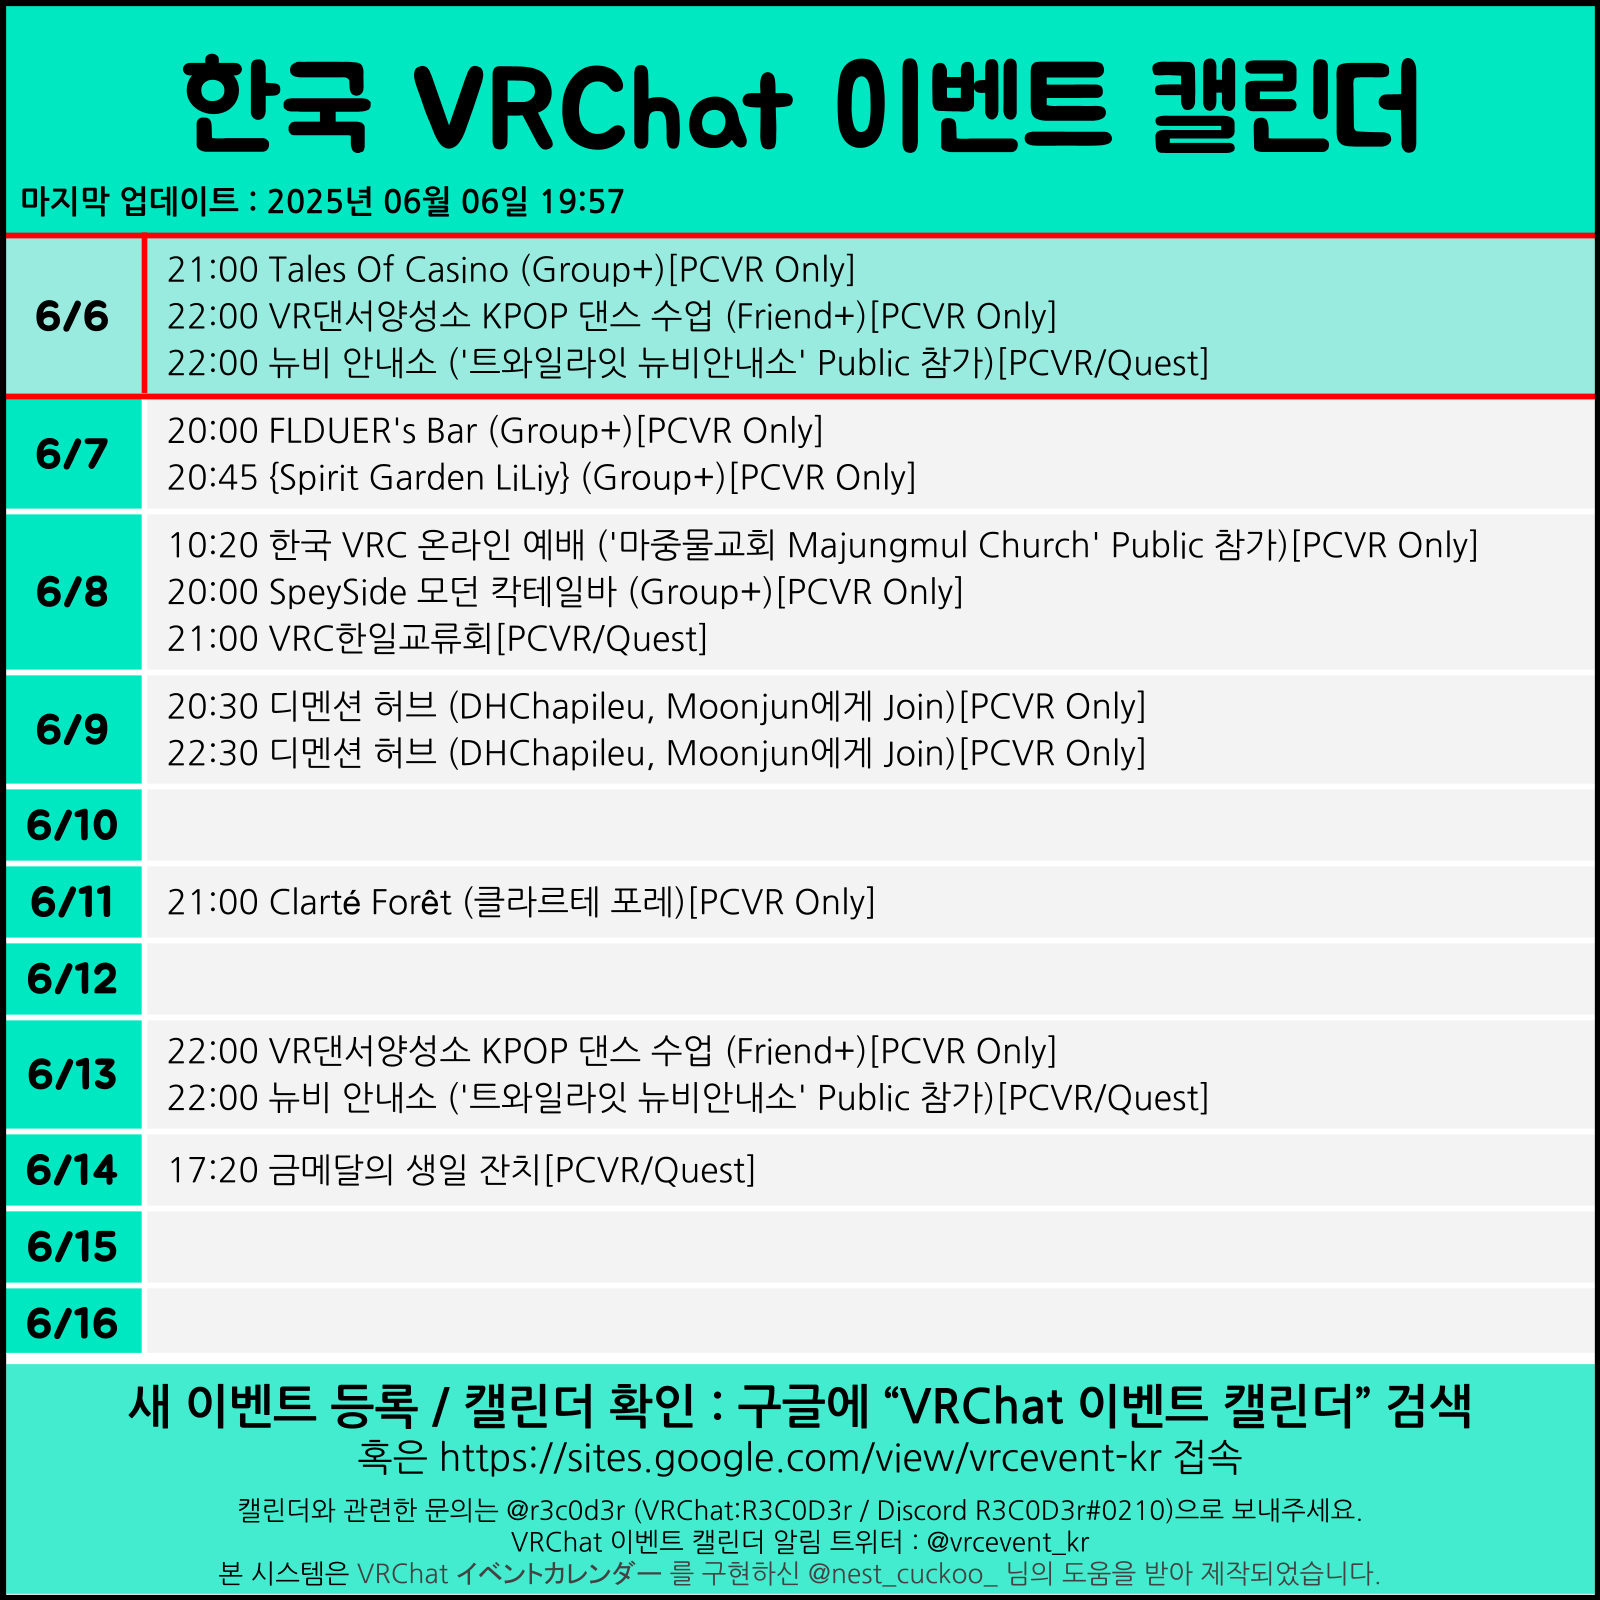 한국 VRChat 이벤트 캘린더
마지막 업데이트 : 2025년 06월 06일 19:57
6/6
21:00 Tales Of Casino (Group+)[PCVR Only]
22:00 VR댄서양성소 KPOP 댄스 수업 (Friend+)[PCVR Only]
22:00 뉴비 안내소 ('트와일라잇 뉴비안내소' Public 참가)[PCVR/Quest]
6/7
20:00 FLDUER's Bar (Group+)[PCVR Only]
20:45 {Spirit Garden LiLiy} (Group+)[PCVR Only]
6/8
10:20 한국 VRC 온라인 예배 ('마중물교회 Majungmul Church' Public 참가)[PCVR Only]
20:00 SpeySide 모던 칵테일바 (Group+)[PCVR Only]
21:00 VRC한일교류회[PCVR/Quest]
6/9
20:30 디멘션 허브 (DHChapileu, Moonjun에게 Join)[PCVR Only]
22:30 디멘션 허브 (DHChapileu, Moonjun에게 Join)[PCVR Only]
6/10
6/11
21:00 Clarté Forêt (클라르테 포레)[PCVR Only]
6/12
6/13
22:00 VR댄서양성소 KPOP 댄스 수업 (Friend+)[PCVR Only]
22:00 뉴비 안내소 ('트와일라잇 뉴비안내소' Public 참가)[PCVR/Quest]
6/14
17:20 금메달의 생일 잔치[PCVR/Quest]
6/15
6/16
새 이벤트 등록 / 캘린더 확인 : 구글에 “VRChat 이벤트 캘린더” 검색
혹은 https://sites.google.com/view/vrcevent-kr 접속
캘린더와 관련한 문의는 @r3c0d3r (VRChat:R3C0D3r / Discord R3C0D3r#0210)으로 보내주세요.
VRChat 이벤트 캘린더 알림 트위터 : @vrcevent_kr
본 시스템은 VRChat イベントカレンダー 를 구현하신 @nest_cuckoo_ 님의 도움을 받아 제작되었습니다.